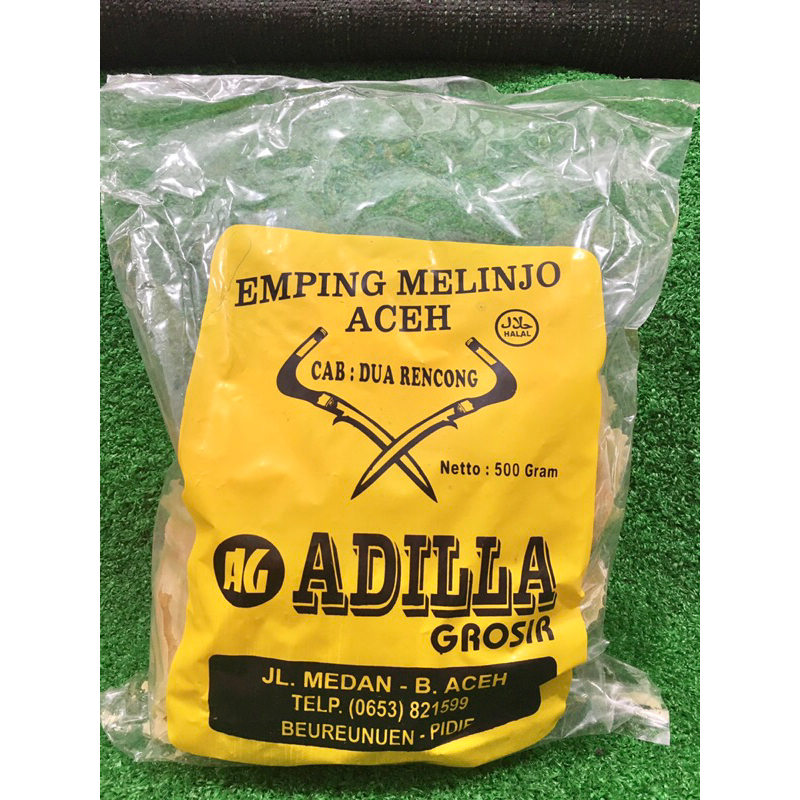 EMPING MELINJO
ACEH
حلال
HALAL
CAB : DUA RENCONG
Netto : 500 Gram
AG ADILLA
GROSIR
JL. MEDAN - B. ACEH
TELP. (0653) 821599
BEUREUNUEN - PIDIE